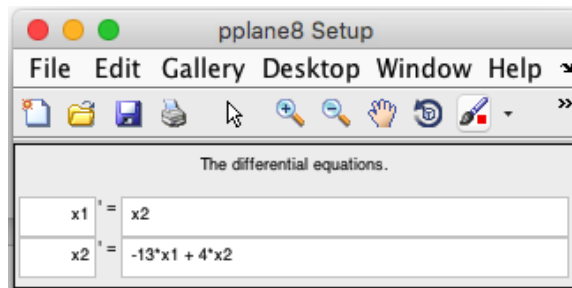 pplane8 Setup
File Edit Gallery Desktop Window Help
The differential equations.
x1 ' = x2
x2 ' = -13*x1 + 4*x2